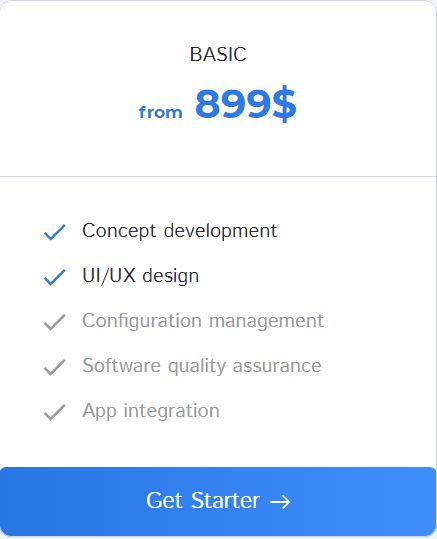 BASIC
from 899$
Concept development
UI/UX design
Configuration management
Software quality assurance
App integration
Get Starter →